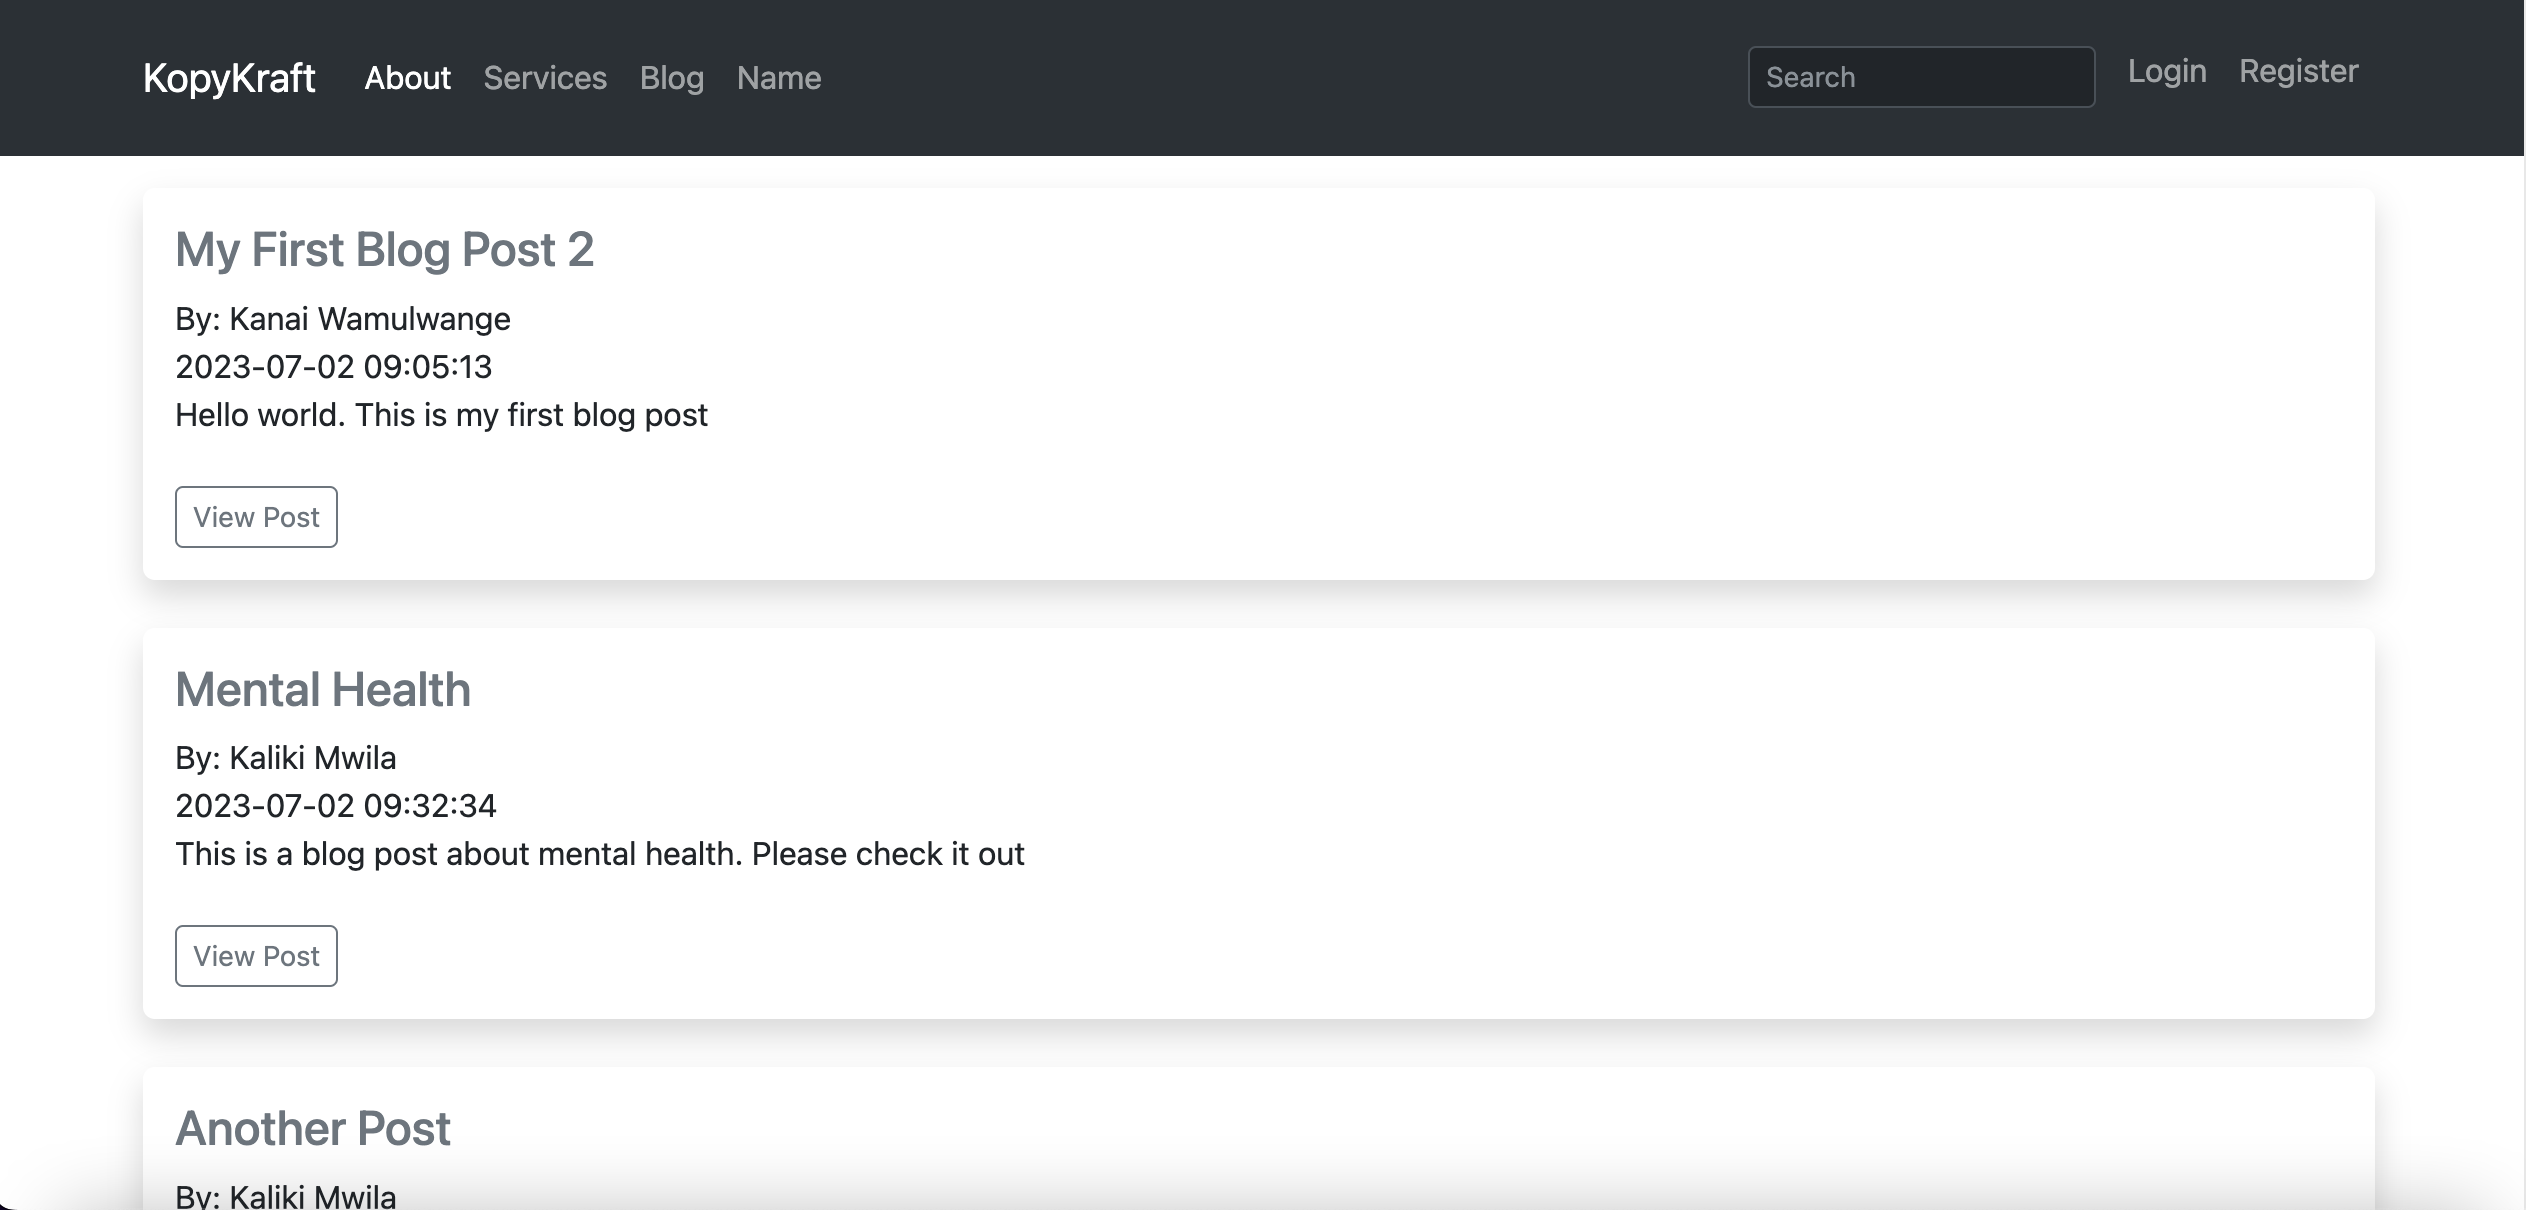 KopyKraft About Services Blog Name Search Login Register
My First Blog Post 2
By: Kanai Wamulwange
2023-07-02 09:05:13
Hello world. This is my first blog post
View Post
Mental Health
By: Kaliki Mwila
2023-07-02 09:32:34
This is a blog post about mental health. Please check it out
View Post
Another Post
By: Kaliki Mwila